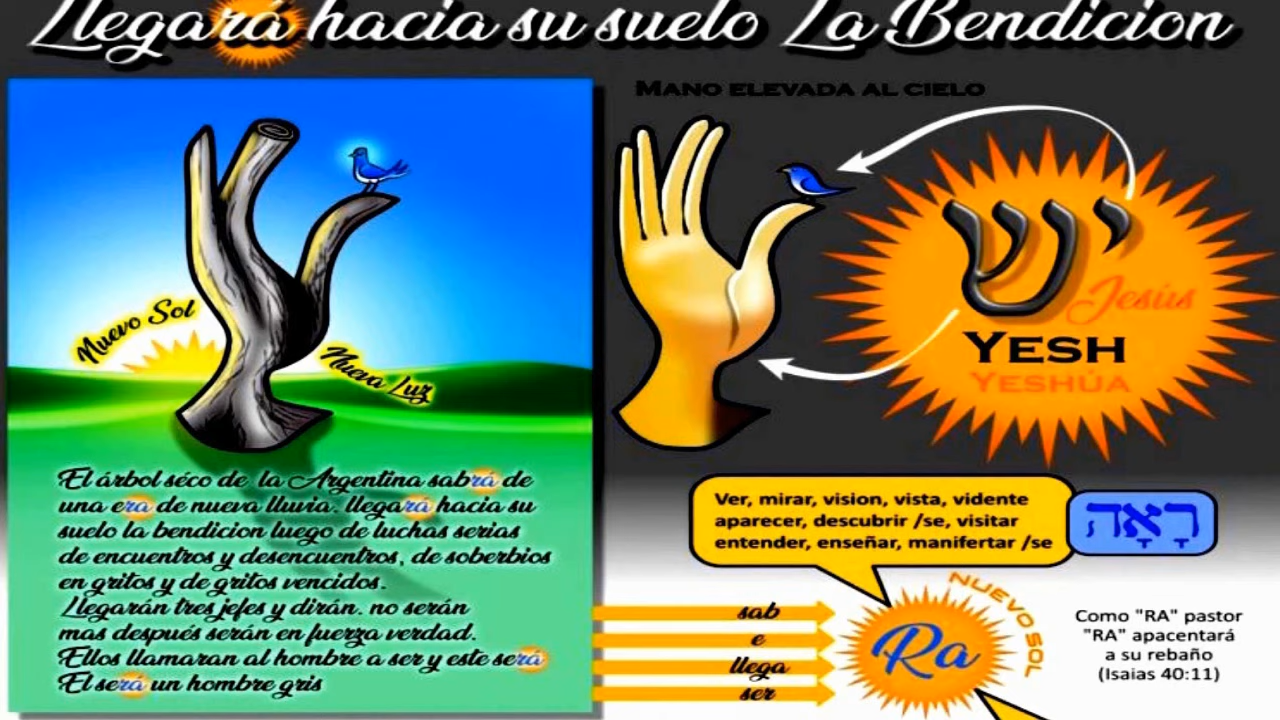 Llegará hacia su suelo La Bendicion
MANO ELEVADA AL CIELO
Nuevo Sol
Nueva Luz
יש
Jesús
YESH
YESHÚA
El árbol séco de la Argentina sabrá de
una era de nueva lluvia. llegará hacia su
suelo la bendicion luego de luchas serias
de encuentros y desencuentros, de soberbios
en gritos y de gritos vencidos.
Llegarán tres jefes y dirán. no serán
mas después serán en fuerza verdad.
Ellos llamaran al hombre a ser y este será
El será un hombre gris
Ver, mirar, vision, vista, vidente
aparecer, descubrir /se, visitar
entender, enseñar, manifertar /se
רָאָה
sab
e
llega
ser
Ra
NUEVO SOL
Como "RA" pastor
"RA" apacentará
a su rebaño
(Isaias 40:11)